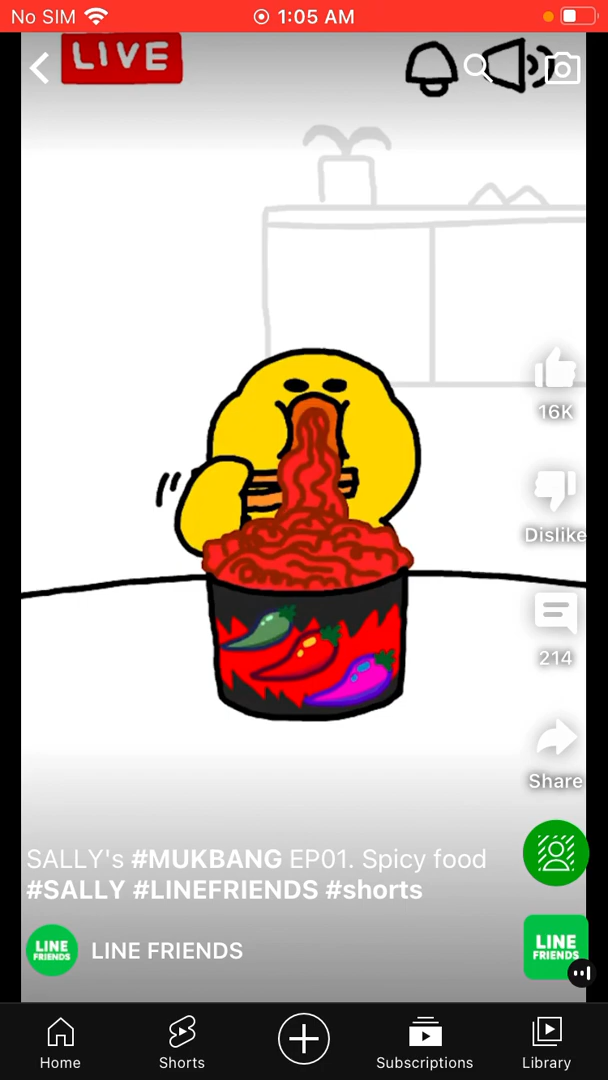 No SIM 1:05 AM
LIVE
16K
Dislike
214
Share
SALLY's #MUKBANG EP01. Spicy food
#SALLY #LINEFRIENDS #shorts
LINE
FRIENDS
LINE FRIENDS
LINE
FRIENDS
Home Shorts Subscriptions Library